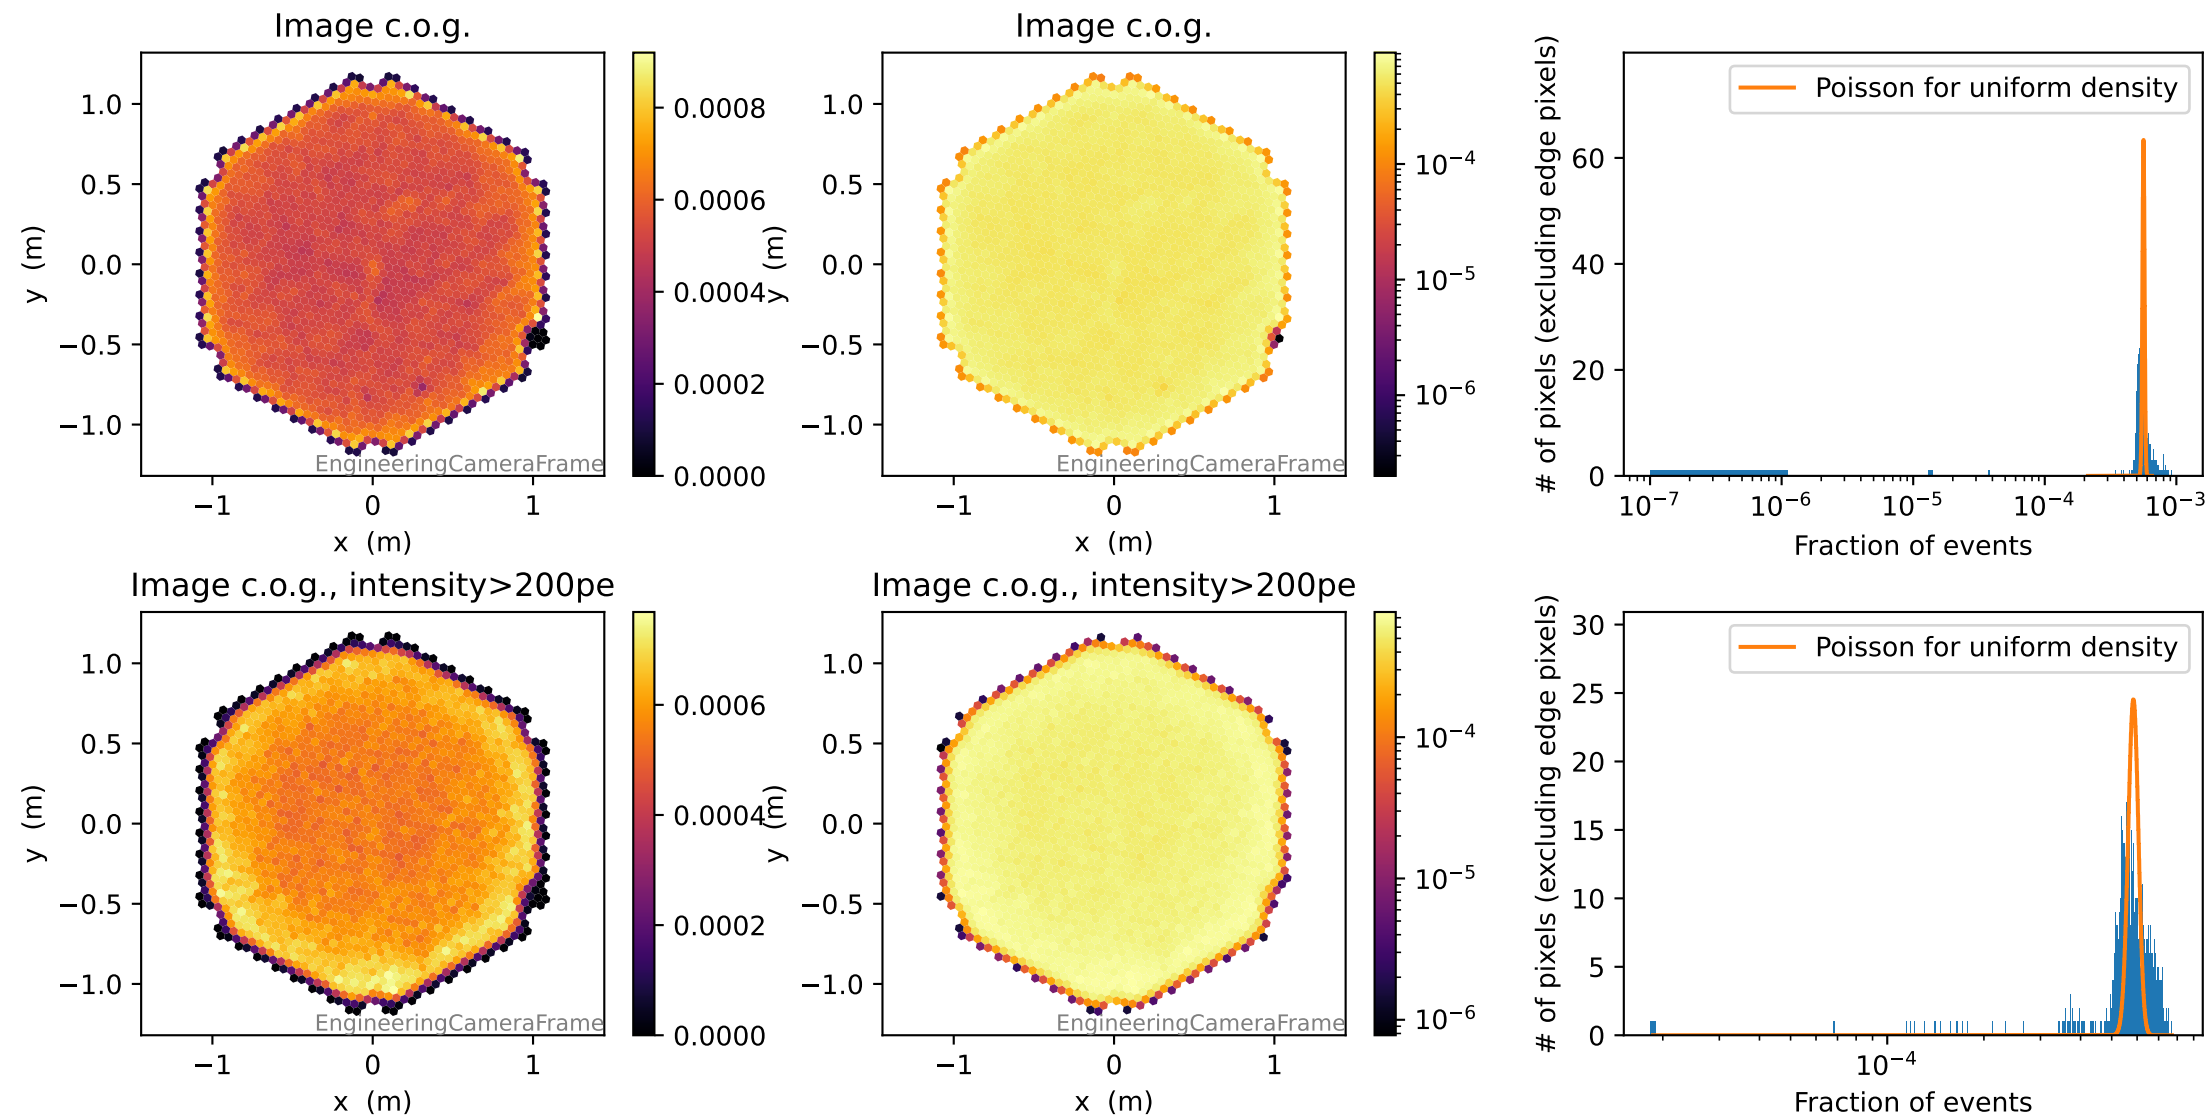 Image c.o.g.
1.0
0.5
0.0
−0.5
−1.0
y (m)
−1
0
1
x (m)
EngineeringCameraFrame
0.0008
0.0006
0.0004
0.0002
0.0000
Image c.o.g.
1.0
0.5
0.0
−0.5
−1.0
y (m)
−1
0
1
x (m)
EngineeringCameraFrame
10⁻⁴
10⁻⁵
10⁻⁶
# of pixels (excluding edge pixels)
60
40
20
0
Poisson for uniform density
10⁻⁷
10⁻⁶
10⁻⁵
10⁻⁴
10⁻³
Fraction of events
Image c.o.g., intensity>200pe
1.0
0.5
0.0
−0.5
−1.0
y (m)
−1
0
1
x (m)
EngineeringCameraFrame
0.0006
0.0004
0.0002
0.0000
Image c.o.g., intensity>200pe
1.0
0.5
0.0
−0.5
−1.0
y (m)
−1
0
1
x (m)
EngineeringCameraFrame
10⁻⁴
10⁻⁵
10⁻⁶
# of pixels (excluding edge pixels)
30
25
20
15
10
5
0
Poisson for uniform density
10⁻⁴
Fraction of events